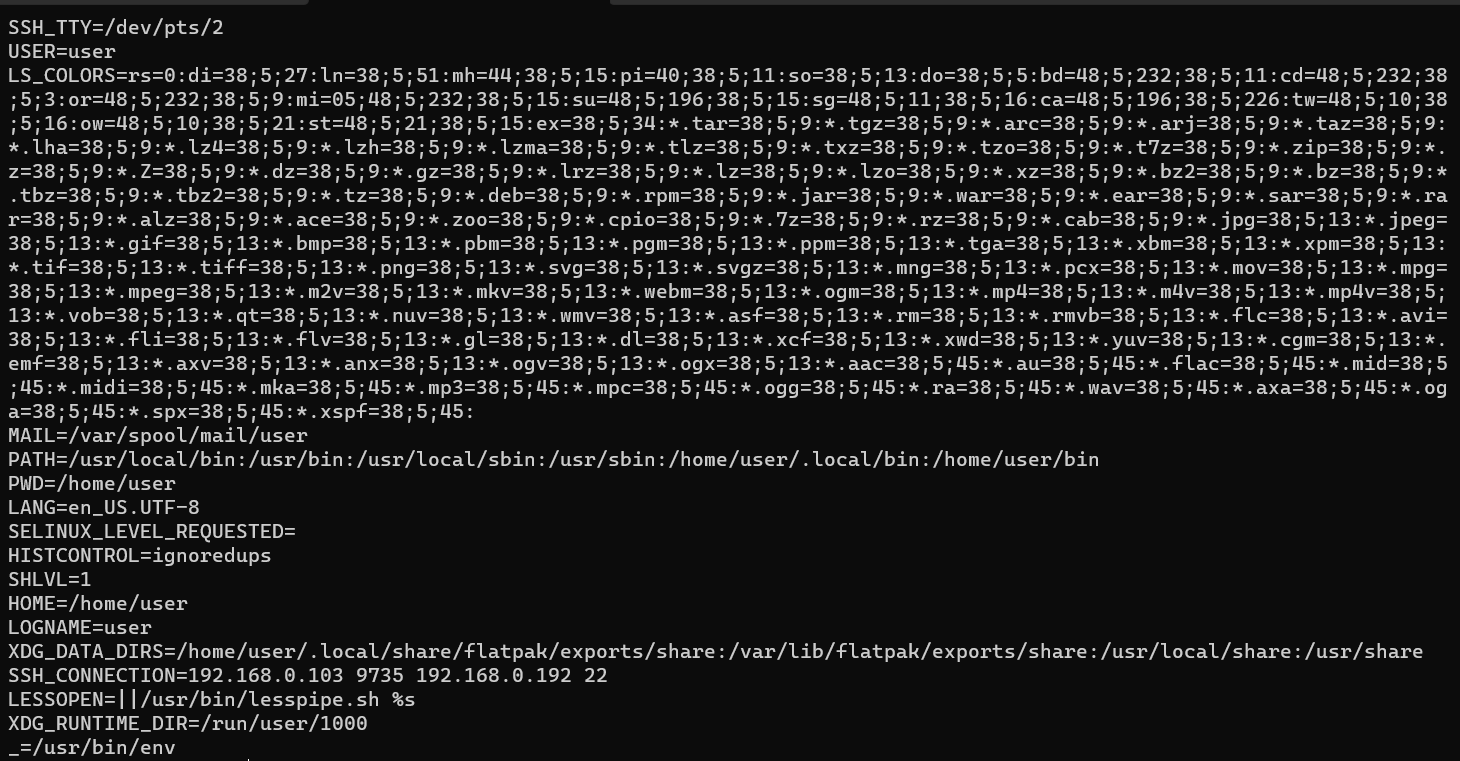 SSH_TTY=/dev/pts/2
USER=user
LS_COLORS=rs=0:di=38;5;27:ln=38;5;51:mh=44;38;5;15:pi=40;38;5;11:so=38;5;13:do=38;5;5:bd=48;5;232;38;5;11:cd=48;5;232;38
;5;3:or=48;5;232;38;5;9:mi=05;48;5;232;38;5;15:su=48;5;196;38;5;15:sg=48;5;11;38;5;16:ca=48;5;196;38;5;226:tw=48;5;10;38
;5;16:ow=48;5;10;38;5;21:st=48;5;21;38;5;15:ex=38;5;34:*.tar=38;5;9:*.tgz=38;5;9:*.arc=38;5;9:*.arj=38;5;9:*.taz=38;5;9:
*.lha=38;5;9:*.lz4=38;5;9:*.lzh=38;5;9:*.lzma=38;5;9:*.tlz=38;5;9:*.txz=38;5;9:*.tzo=38;5;9:*.t7z=38;5;9:*.zip=38;5;9:*.
z=38;5;9:*.Z=38;5;9:*.dz=38;5;9:*.gz=38;5;9:*.lrz=38;5;9:*.lz=38;5;9:*.lzo=38;5;9:*.xz=38;5;9:*.bz2=38;5;9:*.bz=38;5;9:*
.tbz=38;5;9:*.tbz2=38;5;9:*.tz=38;5;9:*.deb=38;5;9:*.rpm=38;5;9:*.jar=38;5;9:*.war=38;5;9:*.ear=38;5;9:*.sar=38;5;9:*.ra
r=38;5;9:*.alz=38;5;9:*.ace=38;5;9:*.zoo=38;5;9:*.cpio=38;5;9:*.7z=38;5;9:*.rz=38;5;9:*.cab=38;5;9:*.jpg=38;5;13:*.jpeg=
38;5;13:*.gif=38;5;13:*.bmp=38;5;13:*.pbm=38;5;13:*.pgm=38;5;13:*.ppm=38;5;13:*.tga=38;5;13:*.xbm=38;5;13:*.xpm=38;5;13:
*.tif=38;5;13:*.tiff=38;5;13:*.png=38;5;13:*.svg=38;5;13:*.svgz=38;5;13:*.mng=38;5;13:*.pcx=38;5;13:*.mov=38;5;13:*.mpg=
38;5;13:*.mpeg=38;5;13:*.m2v=38;5;13:*.mkv=38;5;13:*.webm=38;5;13:*.ogm=38;5;13:*.mp4=38;5;13:*.m4v=38;5;13:*.mp4v=38;5;
13:*.vob=38;5;13:*.qt=38;5;13:*.nuv=38;5;13:*.wmv=38;5;13:*.asf=38;5;13:*.rm=38;5;13:*.rmvb=38;5;13:*.flc=38;5;13:*.avi=
38;5;13:*.fli=38;5;13:*.flv=38;5;13:*.gl=38;5;13:*.dl=38;5;13:*.xcf=38;5;13:*.xwd=38;5;13:*.yuv=38;5;13:*.cgm=38;5;13:*.
emf=38;5;13:*.axv=38;5;13:*.anx=38;5;13:*.ogv=38;5;13:*.ogx=38;5;13:*.aac=38;5;45:*.au=38;5;45:*.flac=38;5;45:*.mid=38;5
;45:*.midi=38;5;45:*.mka=38;5;45:*.mp3=38;5;45:*.mpc=38;5;45:*.ogg=38;5;45:*.ra=38;5;45:*.wav=38;5;45:*.axa=38;5;45:*.og
a=38;5;45:*.spx=38;5;45:*.xspf=38;5;45:
MAIL=/var/spool/mail/user
PATH=/usr/local/bin:/usr/bin:/usr/local/sbin:/usr/sbin:/home/user/.local/bin:/home/user/bin
PWD=/home/user
LANG=en_US.UTF-8
SELINUX_LEVEL_REQUESTED=
HISTCONTROL=ignoredups
SHLVL=1
HOME=/home/user
LOGNAME=user
XDG_DATA_DIRS=/home/user/.local/share/flatpak/exports/share:/var/lib/flatpak/exports/share:/usr/local/share:/usr/share
SSH_CONNECTION=192.168.0.103 9735 192.168.0.192 22
LESSOPEN=||/usr/bin/lesspipe.sh %s
XDG_RUNTIME_DIR=/run/user/1000
_=/usr/bin/env